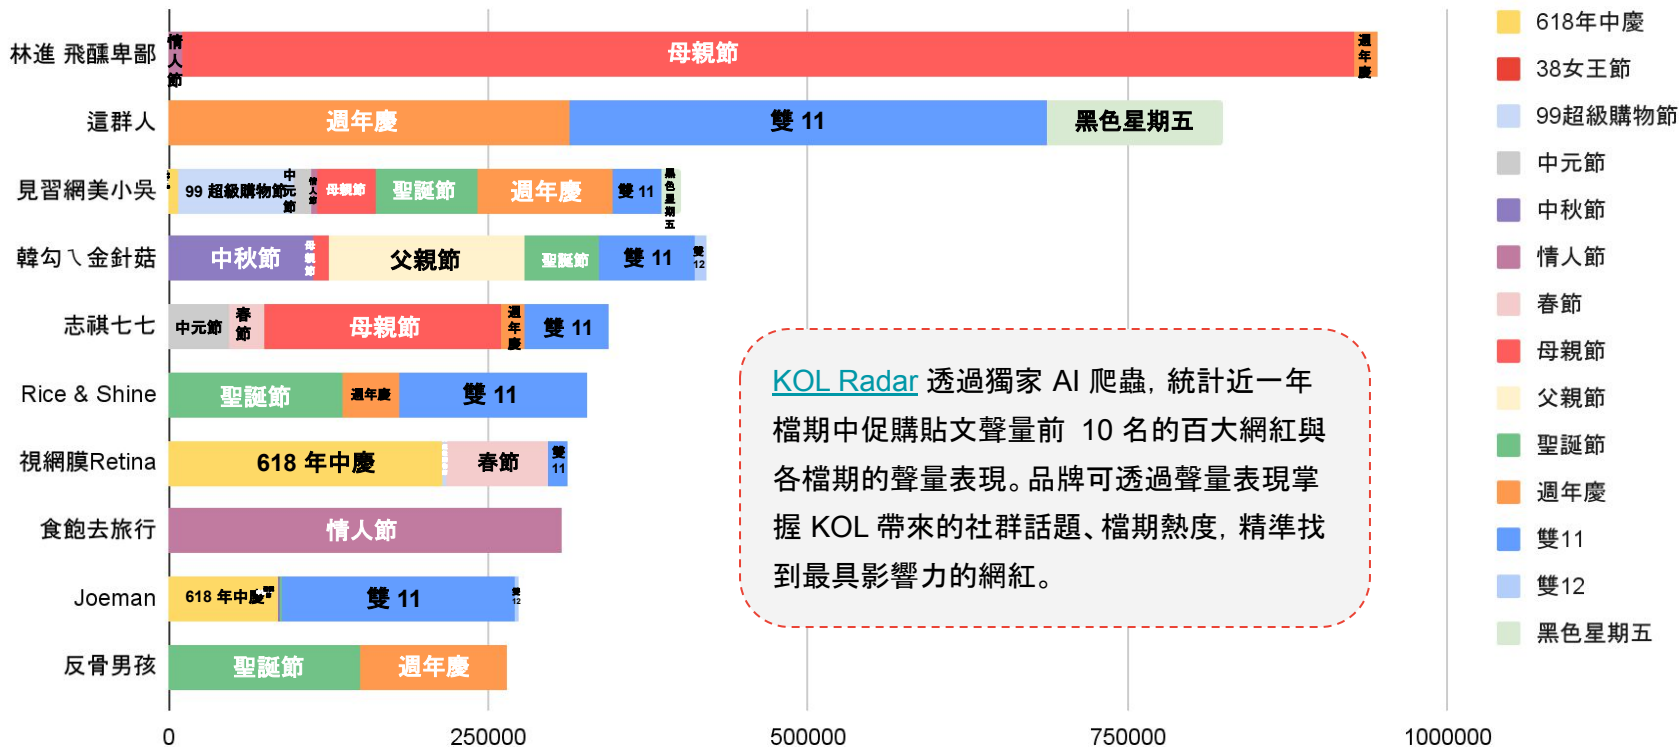 林進 飛醺卑鄙
情人節
母親節
週年慶
這群人
週年慶
雙 11
黑色星期五
見習網美小吳
99 超級購物節
中元節
情人節
母親節
聖誕節
週年慶
雙 11
黑色星期五
韓勾ㄟ金針菇
中秋節
母親節
父親節
聖誕節
雙 11
雙 12
志祺七七
中元節
春節
母親節
週年慶
雙 11
Rice & Shine
聖誕節
週年慶
雙 11
視網膜Retina
618 年中慶
春節
雙 11
食飽去旅行
情人節
Joeman
618 年中慶
雙 11
雙 12
反骨男孩
聖誕節
週年慶
0
250000
500000
750000
1000000
KOL Radar 透過獨家 AI 爬蟲, 統計近一年
檔期中促購貼文聲量前 10 名的百大網紅與
各檔期的聲量表現。品牌可透過聲量表現掌
握 KOL 帶來的社群話題、檔期熱度, 精準找
到最具影響力的網紅。
618年中慶
38女王節
99超級購物節
中元節
中秋節
情人節
春節
母親節
父親節
聖誕節
週年慶
雙11
雙12
黑色星期五